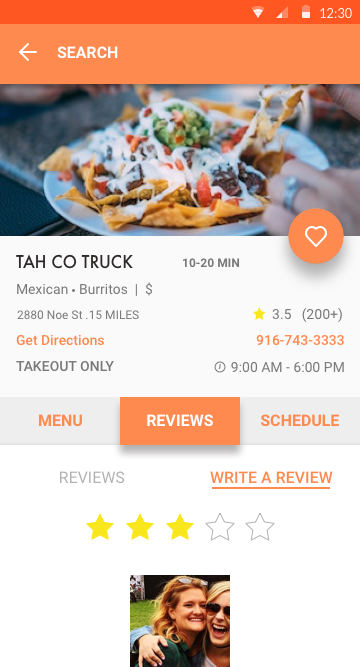 12:30
SEARCH
TAH CO TRUCK 10-20 MIN
Mexican • Burritos | $
2880 Noe St .15 MILES 3.5 (200+)
Get Directions 916-743-3333
TAKEOUT ONLY 9:00 AM - 6:00 PM
MENU REVIEWS SCHEDULE
REVIEWS WRITE A REVIEW